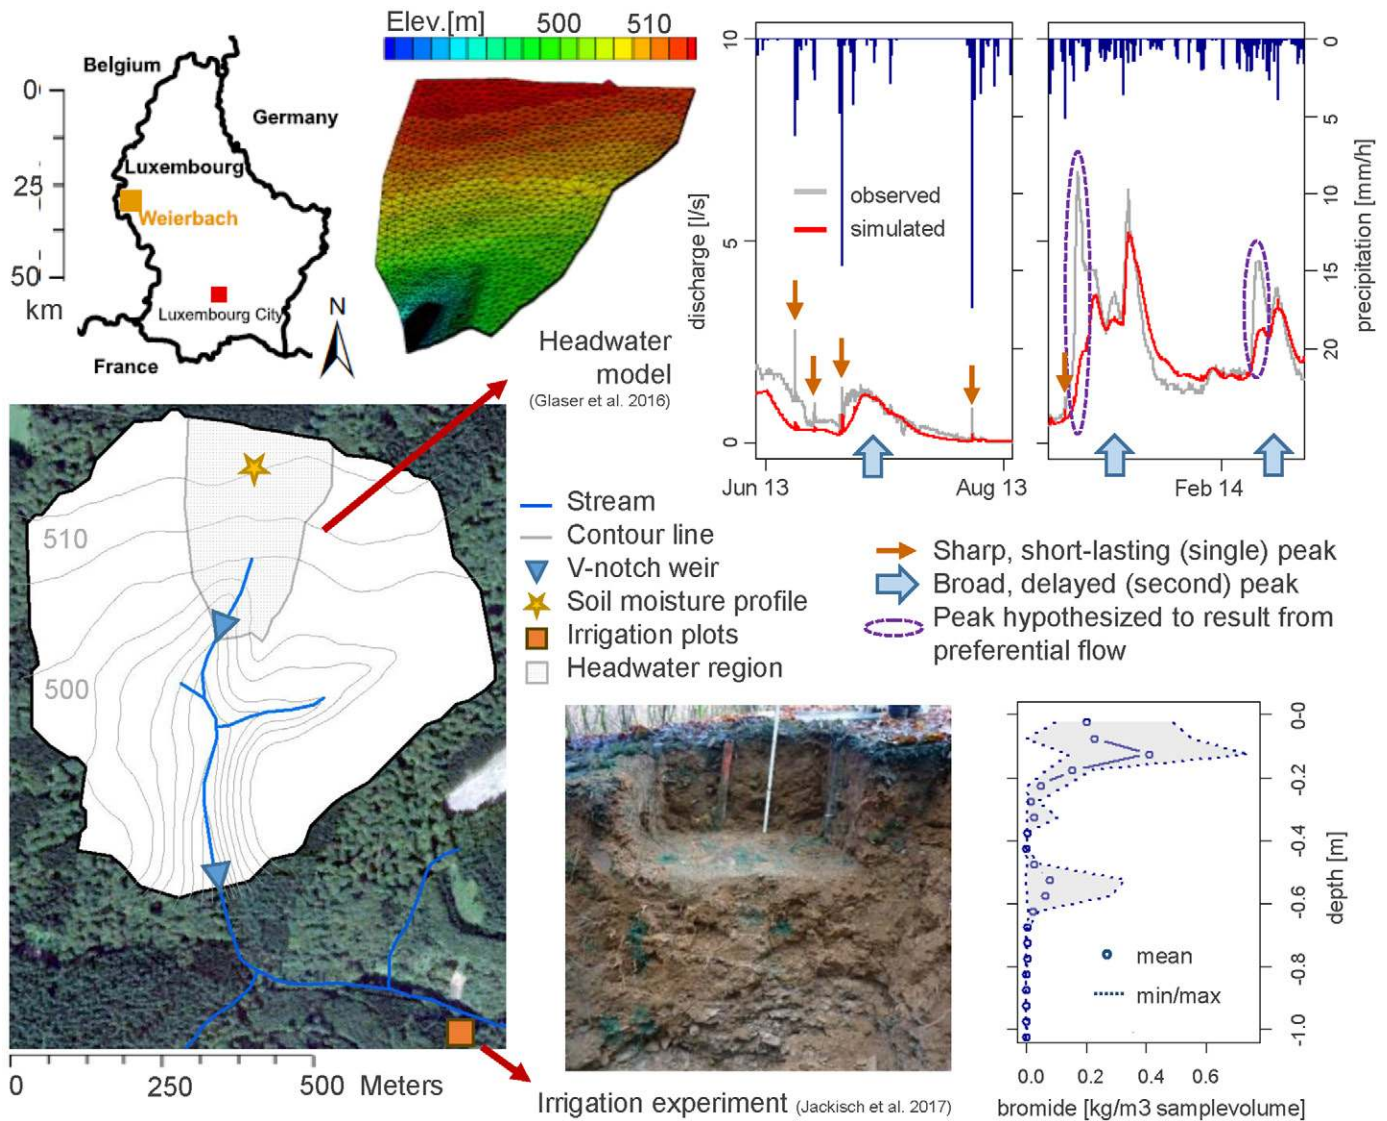 Belgium
Germany
Luxembourg
Weierbach
Luxembourg City
France
N
0
25
50
km
Elev.[m] 500 510
Headwater
model
(Glaser et al. 2016)
10
5
0
discharge [l/s]
observed
simulated
Jun 13
Aug 13
Feb 14
0
5
10
15
20
precipitation [mm/h]
510
500
Stream
Contour line
V-notch weir
Soil moisture profile
Irrigation plots
Headwater region
Sharp, short-lasting (single) peak
Broad, delayed (second) peak
Peak hypothesized to result from
preferential flow
0 250 500 Meters
Irrigation experiment (Jackisch et al. 2017)
0-0
-0.2
-0.4
-0.6
-0.8
-1.0
depth [m]
mean
min/max
0.0 0.2 0.4 0.6
bromide [kg/m3 samplevolume]